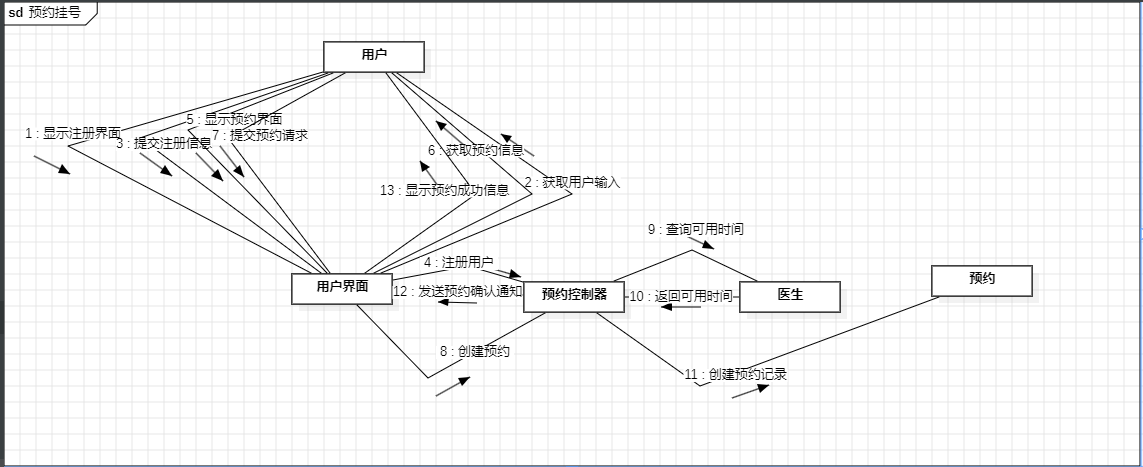 sd 预约挂号
用户
1 : 显示注册界面
3 : 提交注册信息
5 : 显示预约界面
7 : 提交预约请求
6 : 获取预约信息
13 : 显示预约成功信息
2 : 获取用户输入
9 : 查询可用时间
4 : 注册用户
用户界面
12 : 发送预约确认通知
预约控制器
10 : 返回可用时间
医生
预约
8 : 创建预约
11 : 创建预约记录